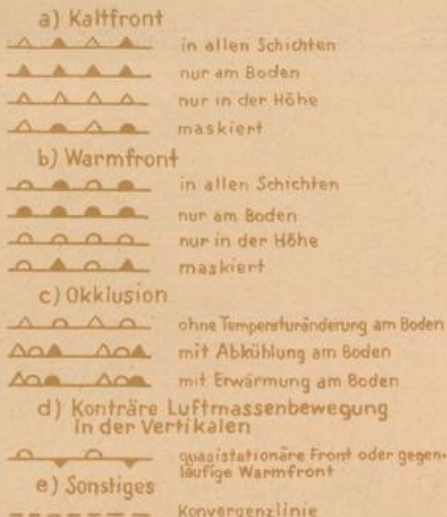 a) Kaltfront
in allen Schichten
nur am Boden
nur in der Höhe
maskiert
b) Warmfront
in allen Schichten
nur am Boden
nur in der Höhe
maskiert
c) Okklusion
ohne Temperaturänderung am Boden
mit Abkühlung am Boden
mit Erwärmung am Boden
d) Konträre Luftmassenbewegung
in der Vertikalen
quasistationäre Front oder gegen-
läufige Warmfront
e) Sonstiges
Konvergenzlinie